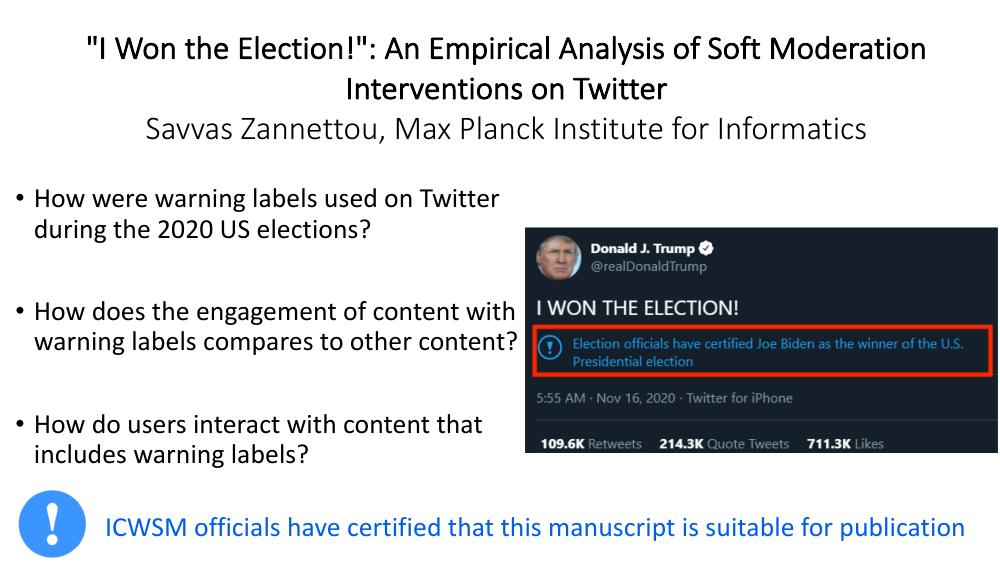 "I Won the Election!": An Empirical Analysis of Soft Moderation
Interventions on Twitter
Savvas Zannettou, Max Planck Institute for Informatics
• How were warning labels used on Twitter
during the 2020 US elections?
• How does the engagement of content with
warning labels compares to other content?
• How do users interact with content that
includes warning labels?
Donald J. Trump
@realDonaldTrump
I WON THE ELECTION!
Election officials have certified Joe Biden as the winner of the U.S.
Presidential election
5:55 AM · Nov 16, 2020 · Twitter for iPhone
109.6K Retweets 214.3K Quote Tweets 711.3K Likes
ICWSM officials have certified that this manuscript is suitable for publication